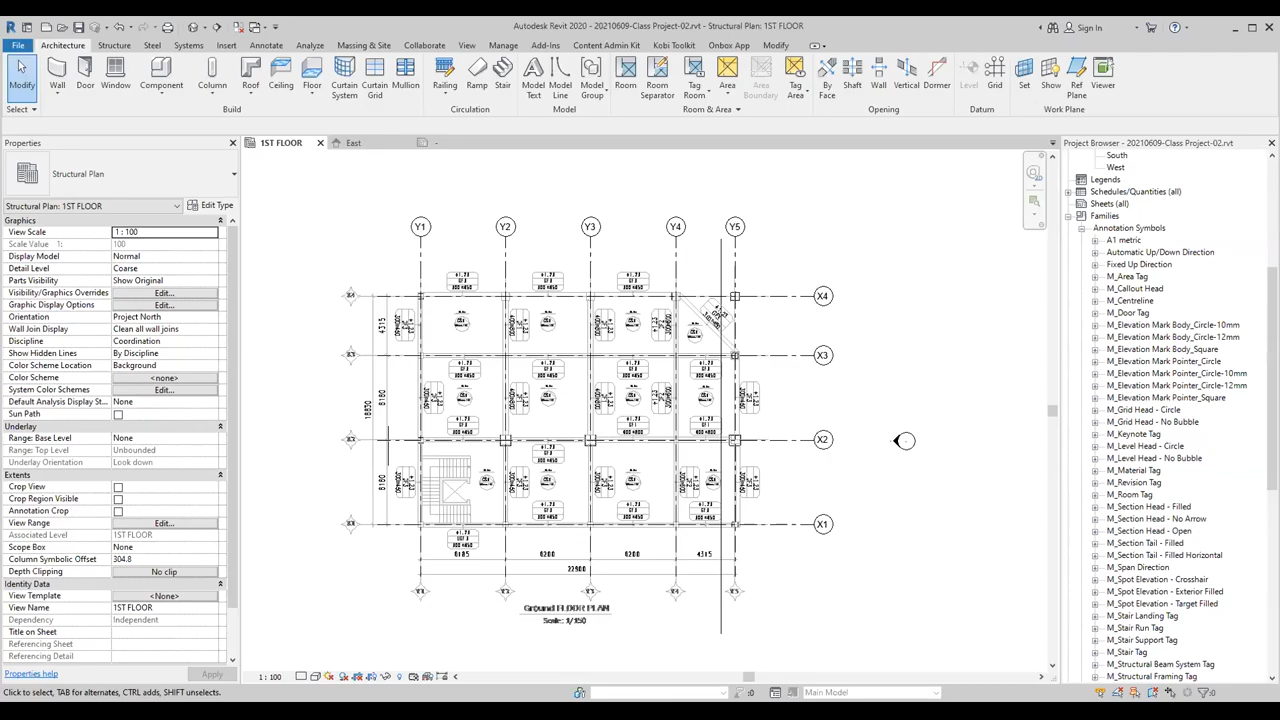 Autodesk Revit 2020 - 20210609-Class Project-02.rvt - Structural Plan: 1ST FLOOR
Sign In
File Architecture Structure Steel Systems Insert Annotate Analyze Massing & Site Collaborate View Manage Add-Ins Content Admin Kit Kobi Toolkit Onbox App Modify
Modify Wall Door Window Component Column Roof Ceiling Floor Curtain System Curtain Grid Mullion Railing Ramp Stair Model Text Model Line Model Group Room Room Separator Tag Room Area Area Boundary Tag Area By Face Shaft Wall Vertical Dormer Level Grid Set Show Ref Plane Viewer
Select Build Circulation Model Room & Area Opening Datum Work Plane
Properties
Structural Plan
Structural Plan: 1ST FLOOR Edit Type
Graphics
View Scale 1 : 100
Scale Value 1: 100
Display Model Normal
Detail Level Coarse
Parts Visibility Show Original
Visibility/Graphics Overrides Edit...
Graphic Display Options Edit...
Orientation Project North
Wall Join Display Clean all wall joins
Discipline Coordination
Show Hidden Lines By Discipline
Color Scheme Location Background
Color Scheme <none>
System Color Schemes Edit...
Default Analysis Display St... None
Sun Path
Underlay
Range: Base Level None
Range: Top Level Unbounded
Underlay Orientation Look down
Extents
Crop View
Crop Region Visible
Annotation Crop
View Range Edit...
Associated Level 1ST FLOOR
Scope Box None
Column Symbolic Offset 304.8
Depth Clipping No clip
Identity Data
View Template <None>
View Name 1ST FLOOR
Dependency Independent
Title on Sheet
Referencing Sheet
Referencing Detail
Properties help Apply
1ST FLOOR East -
Y1 Y2 Y3 Y4 Y5
X4
X3
X2
X1
4315
8180
18830
8180
6185 6200 6200 4315
22900
Ground FLOOR PLAN
Scale: 1/150
1 : 100
Project Browser - 20210609-Class Project-02.rvt
South
West
Legends
Schedules/Quantities (all)
Sheets (all)
Families
Annotation Symbols
A1 metric
Automatic Up/Down Direction
Fixed Up Direction
M_Area Tag
M_Callout Head
M_Centreline
M_Door Tag
M_Elevation Mark Body_Circle-10mm
M_Elevation Mark Body_Circle-12mm
M_Elevation Mark Body_Square
M_Elevation Mark Pointer_Circle
M_Elevation Mark Pointer_Circle-10mm
M_Elevation Mark Pointer_Circle-12mm
M_Elevation Mark Pointer_Square
M_Grid Head - Circle
M_Grid Head - No Bubble
M_Keynote Tag
M_Level Head - Circle
M_Level Head - No Bubble
M_Material Tag
M_Revision Tag
M_Room Tag
M_Section Head - Filled
M_Section Head - No Arrow
M_Section Head - Open
M_Section Tail - Filled
M_Section Tail - Filled Horizontal
M_Span Direction
M_Spot Elevation - Crosshair
M_Spot Elevation - Exterior Filled
M_Spot Elevation - Target Filled
M_Stair Landing Tag
M_Stair Run Tag
M_Stair Support Tag
M_Structural Beam System Tag
M_Structural Framing Tag
Click to select, TAB for alternates, CTRL adds, SHIFT unselects. :0 Main Model :0